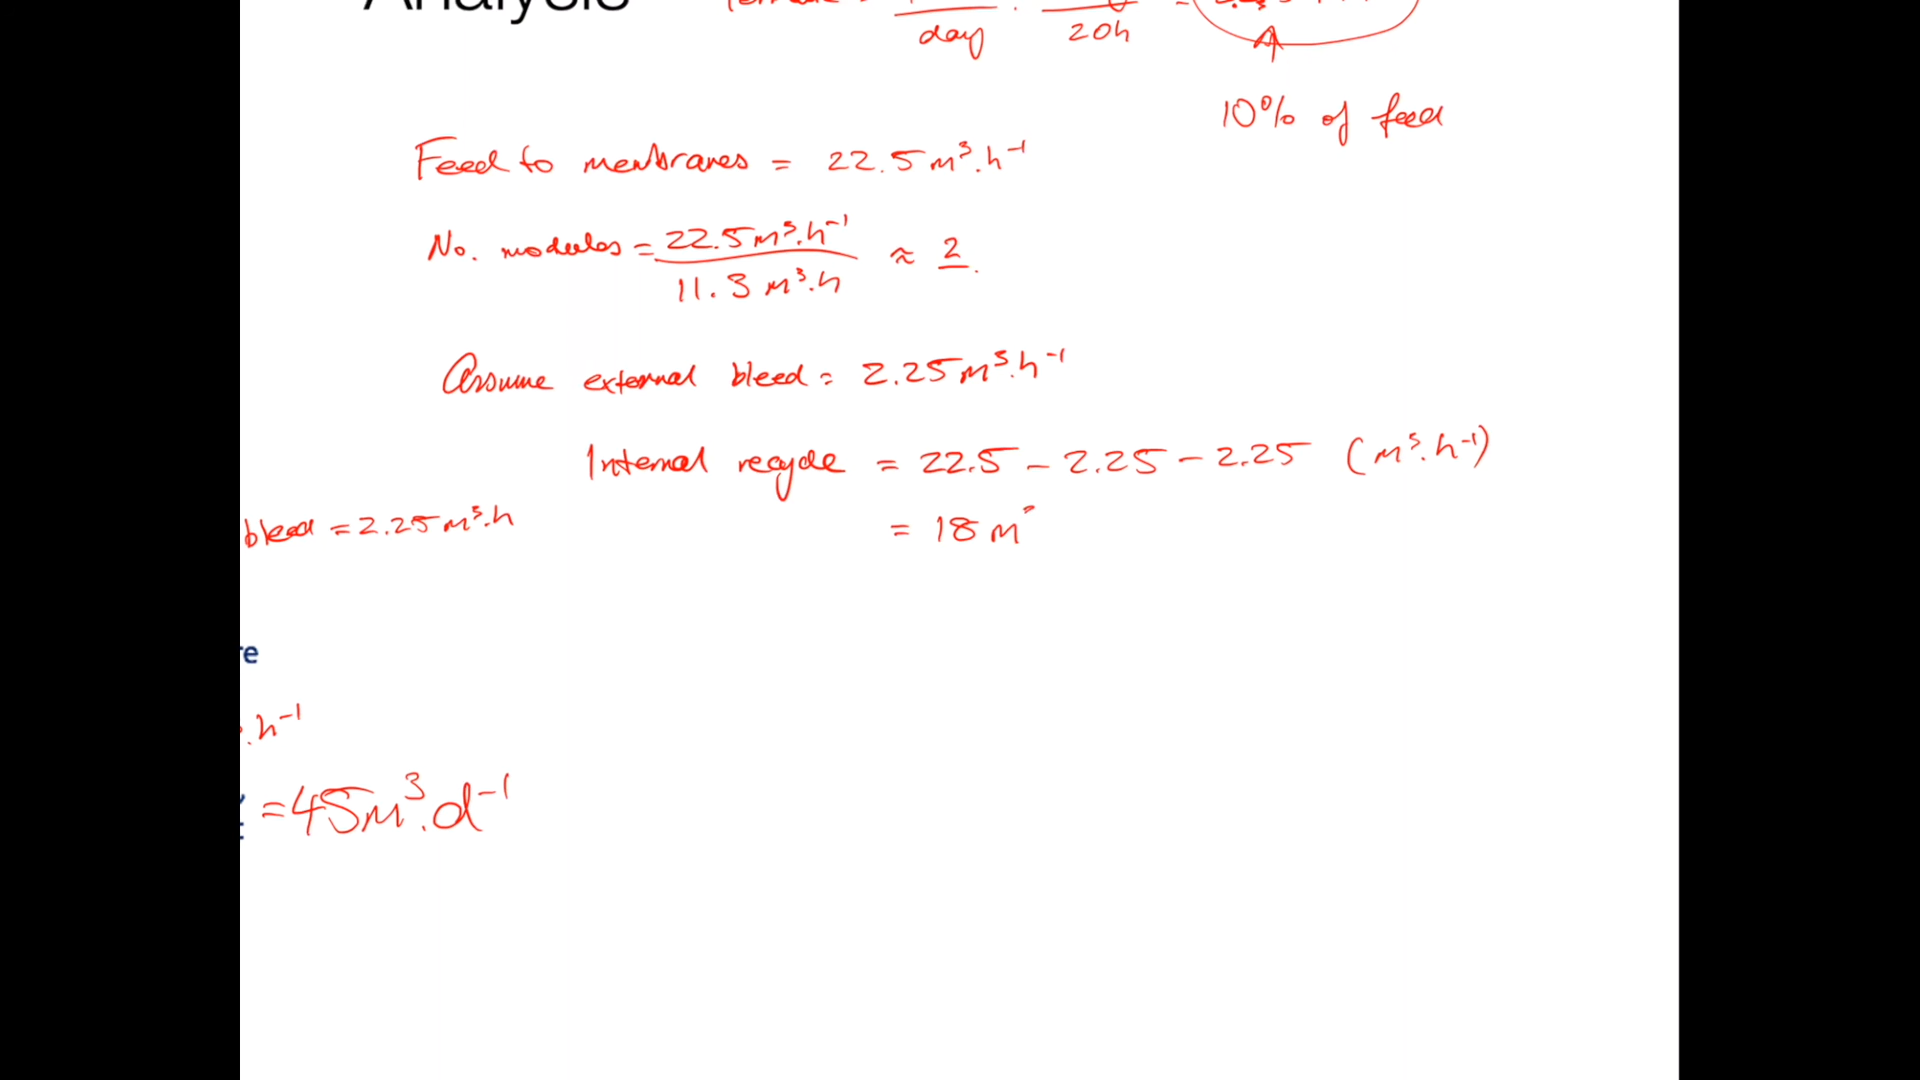 Analysis
day 20h
10% of feed
Feed to membranes = 22.5 m³.h⁻¹
No. modules = 22.5 m³.h⁻¹ / 11.3 m³.h ≈ 2.
Assume external bleed = 2.25 m³.h⁻¹
Internal recycle = 22.5 - 2.25 - 2.25 (m³.h⁻¹)
bleed = 2.25 m³.h
= 18 m
re
.h⁻¹
= 45 m³.d⁻¹